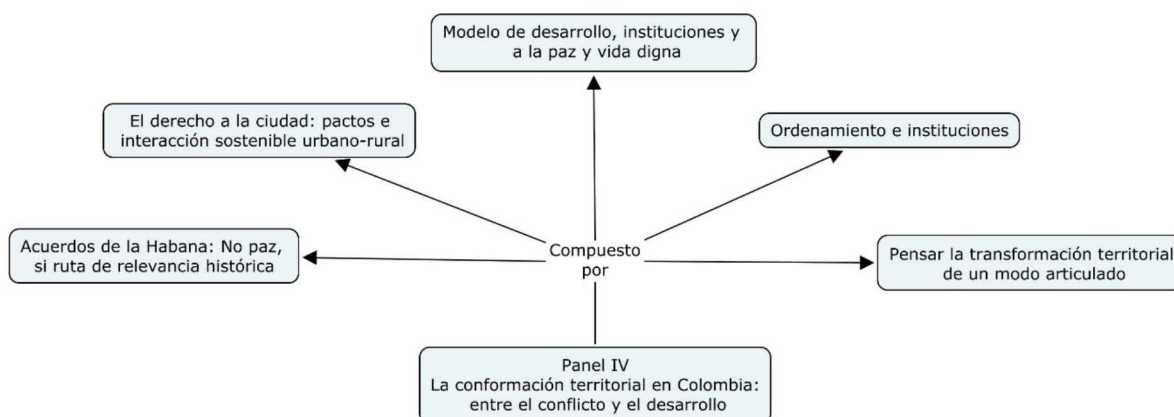 Modelo de desarrollo, instituciones y
a la paz y vida digna
El derecho a la ciudad: pactos e
interacción sostenible urbano-rural
Ordenamiento e instituciones
Acuerdos de la Habana: No paz,
si ruta de relevancia histórica
Compuesto
por
Pensar la transformación territorial
de un modo articulado
Panel IV
La conformación territorial en Colombia:
entre el conflicto y el desarrollo